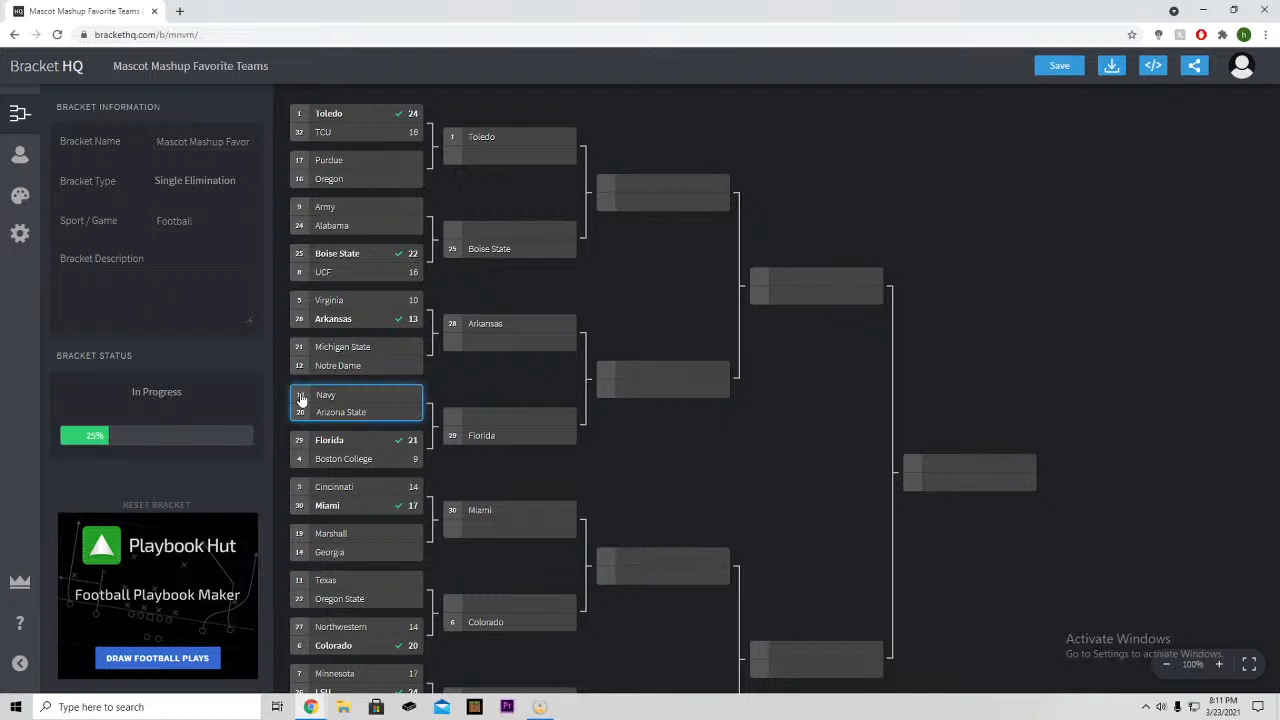 Mascot Mashup Favorite Teams
brackethq.com/b/mnvm/
Bracket HQ
Mascot Mashup Favorite Teams
Save
BRACKET INFORMATION
Bracket Name
Mascot Mashup Favor
Bracket Type
Single Elimination
Sport / Game
Football
Bracket Description
BRACKET STATUS
In Progress
25%
RESET BRACKET
Playbook Hut
Football Playbook Maker
DRAW FOOTBALL PLAYS
1 Toledo 24
32 TCU 16
17 Purdue
16 Oregon
9 Army
24 Alabama
25 Boise State 22
8 UCF 16
5 Virginia 10
28 Arkansas 13
21 Michigan State
12 Notre Dame
Navy
20 Arizona State
29 Florida 21
4 Boston College 9
3 Cincinnati 14
30 Miami 17
19 Marshall
14 Georgia
11 Texas
22 Oregon State
27 Northwestern 14
6 Colorado 20
7 Minnesota 17
26 LSU 24
1 Toledo
25 Boise State
28 Arkansas
29 Florida
30 Miami
6 Colorado
Activate Windows
Go to Settings to activate Windows.
100%
Type here to search
8:11 PM
3/23/2021